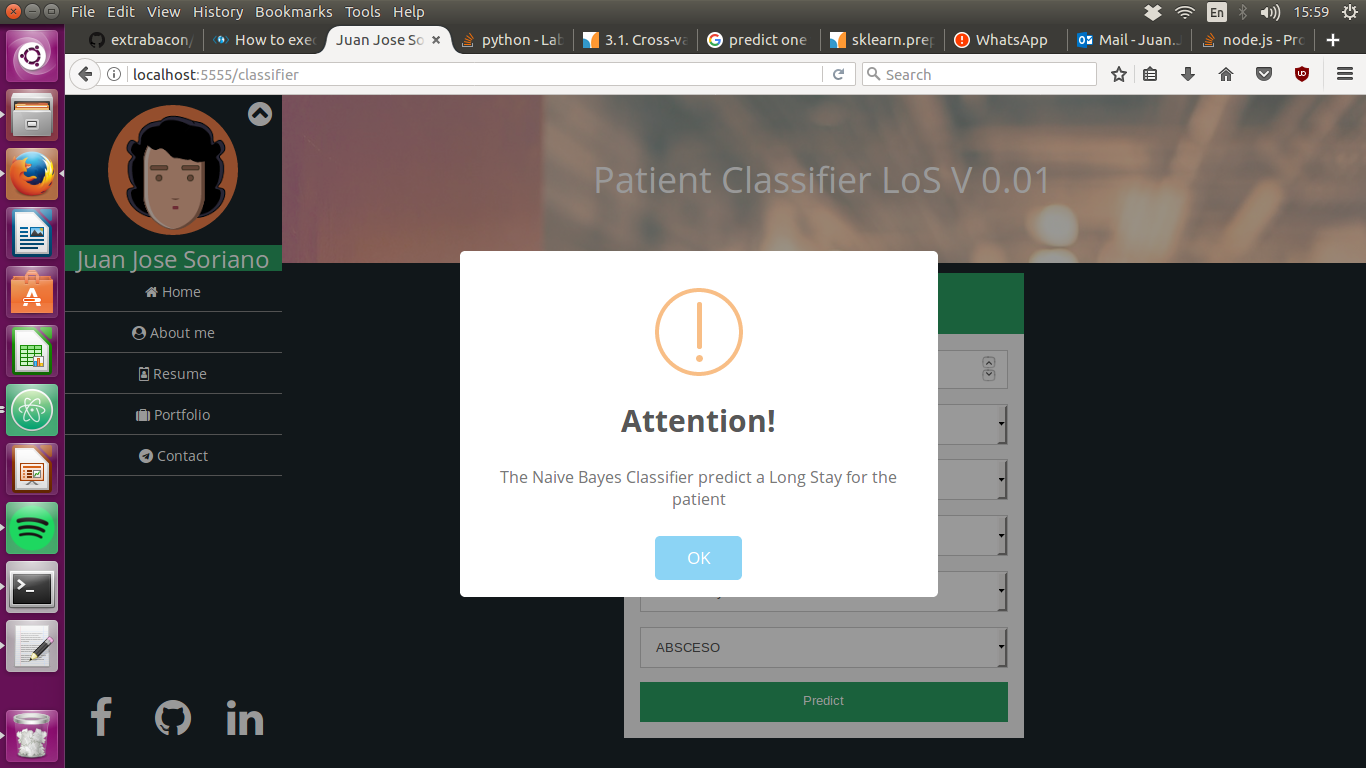 File Edit View History Bookmarks Tools Help
En
15:59
extrabacon/
How to exec
Juan Jose So
python - Lab
3.1. Cross-va
predict one
sklearn.prep
WhatsApp
Mail - Juan.
node.js - Pro
localhost:5555/classifier
Search
Patient Classifier LoS V 0.01
Juan Jose Soriano
Home
About me
Resume
Portfolio
Contact
Attention!
The Naive Bayes Classifier predict a Long Stay for the
patient
OK
ABSCESO
Predict